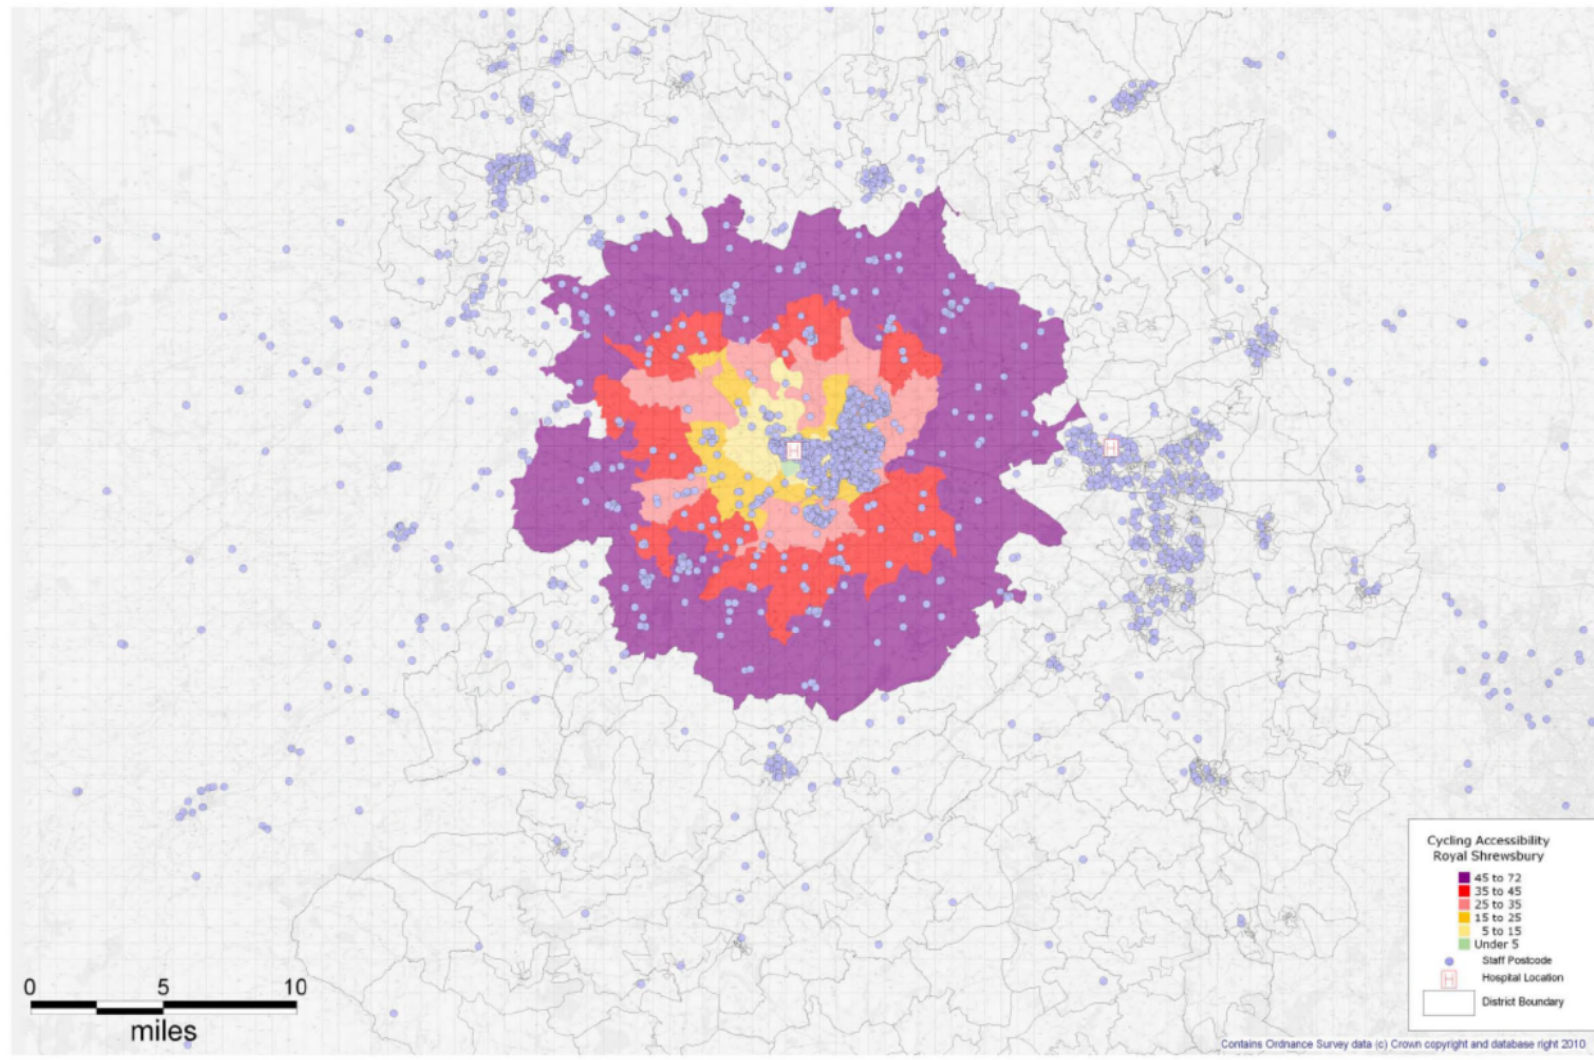 Cycling Accessibility
Royal Shrewsbury
45 to 72
35 to 45
25 to 35
15 to 25
5 to 15
Under 5
Staff Postcode
H Hospital Location
District Boundary
H
H
0 5 10
miles
Contains Ordnance Survey data (c) Crown copyright and database right 2010